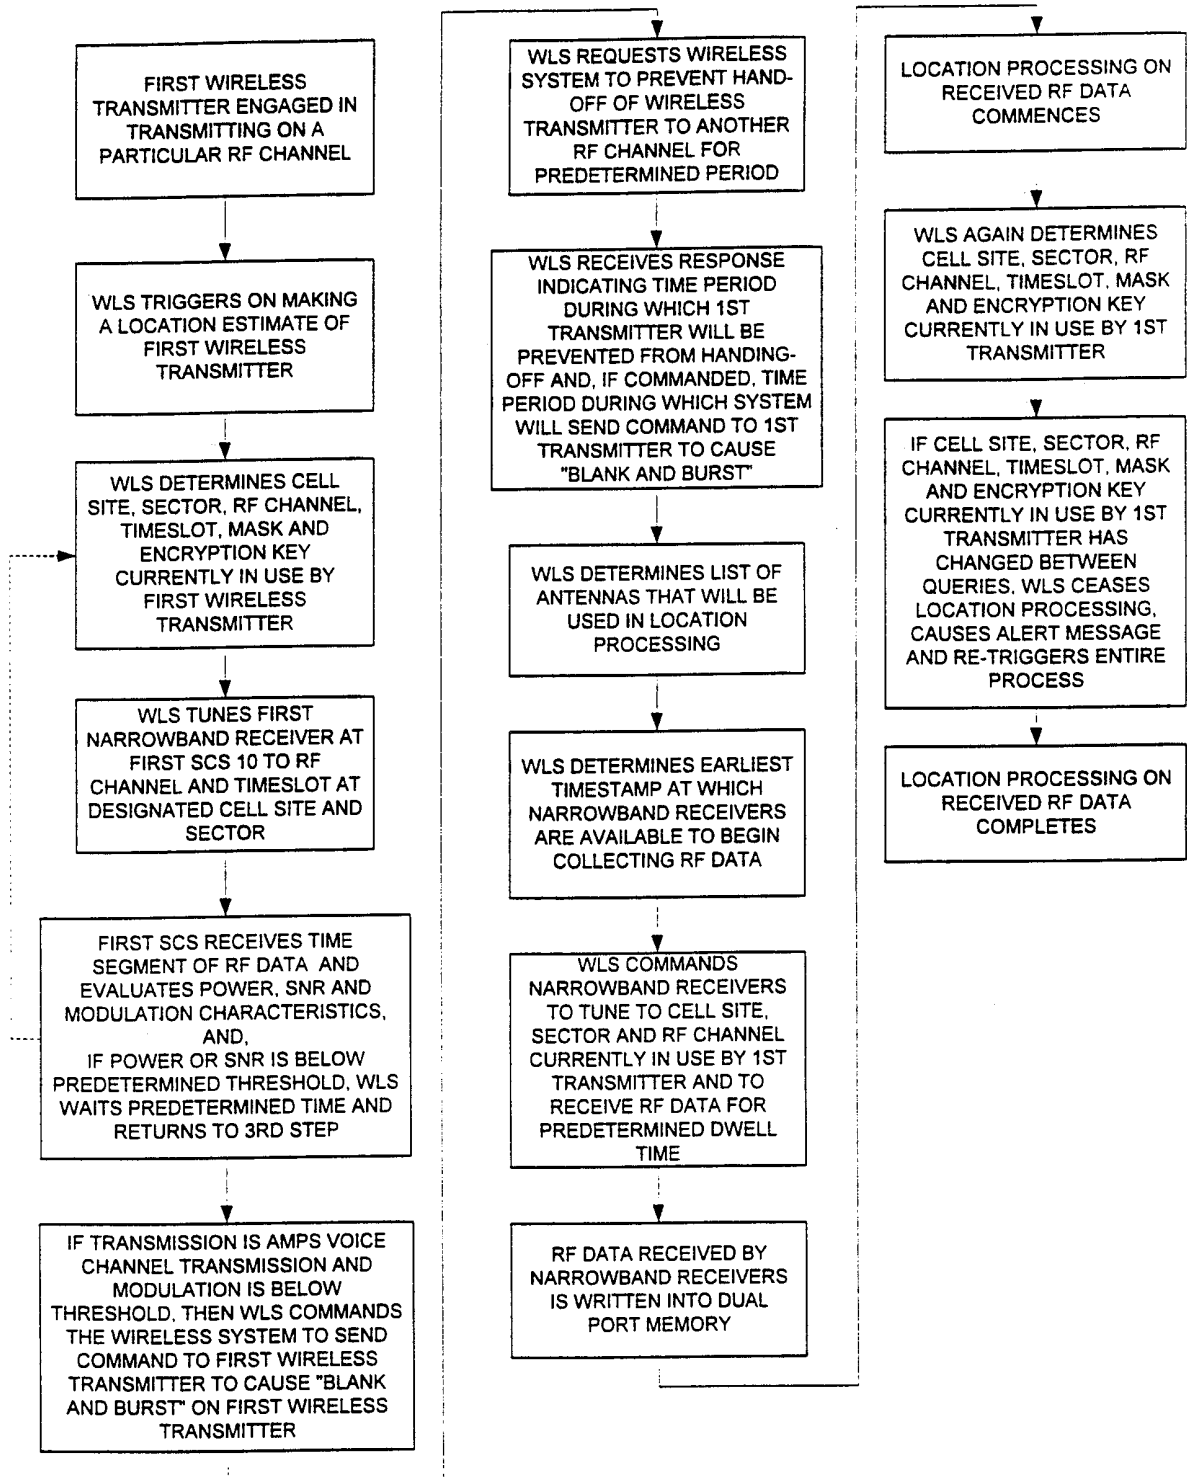 FIRST WIRELESS
TRANSMITTER ENGAGED IN
TRANSMITTING ON A
PARTICULAR RF CHANNEL
WLS TRIGGERS ON MAKING
A LOCATION ESTIMATE OF
FIRST WIRELESS
TRANSMITTER
WLS DETERMINES CELL
SITE, SECTOR, RF CHANNEL,
TIMESLOT, MASK AND
ENCRYPTION KEY
CURRENTLY IN USE BY
FIRST WIRELESS
TRANSMITTER
WLS TUNES FIRST
NARROWBAND RECEIVER AT
FIRST SCS 10 TO RF
CHANNEL AND TIMESLOT AT
DESIGNATED CELL SITE AND
SECTOR
FIRST SCS RECEIVES TIME
SEGMENT OF RF DATA AND
EVALUATES POWER, SNR AND
MODULATION CHARACTERISTICS,
AND,
IF POWER OR SNR IS BELOW
PREDETERMINED THRESHOLD, WLS
WAITS PREDETERMINED TIME AND
RETURNS TO 3RD STEP
IF TRANSMISSION IS AMPS VOICE
CHANNEL TRANSMISSION AND
MODULATION IS BELOW
THRESHOLD, THEN WLS COMMANDS
THE WIRELESS SYSTEM TO SEND
COMMAND TO FIRST WIRELESS
TRANSMITTER TO CAUSE "BLANK
AND BURST" ON FIRST WIRELESS
TRANSMITTER
WLS REQUESTS WIRELESS
SYSTEM TO PREVENT HAND-
OFF OF WIRELESS
TRANSMITTER TO ANOTHER
RF CHANNEL FOR
PREDETERMINED PERIOD
WLS RECEIVES RESPONSE
INDICATING TIME PERIOD
DURING WHICH 1ST
TRANSMITTER WILL BE
PREVENTED FROM HANDING-
OFF AND, IF COMMANDED, TIME
PERIOD DURING WHICH SYSTEM
WILL SEND COMMAND TO 1ST
TRANSMITTER TO CAUSE
"BLANK AND BURST"
WLS DETERMINES LIST OF
ANTENNAS THAT WILL BE
USED IN LOCATION
PROCESSING
WLS DETERMINES EARLIEST
TIMESTAMP AT WHICH
NARROWBAND RECEIVERS
ARE AVAILABLE TO BEGIN
COLLECTING RF DATA
WLS COMMANDS
NARROWBAND RECEIVERS
TO TUNE TO CELL SITE,
SECTOR AND RF CHANNEL
CURRENTLY IN USE BY 1ST
TRANSMITTER AND TO
RECEIVE RF DATA FOR
PREDETERMINED DWELL
TIME
RF DATA RECEIVED BY
NARROWBAND RECEIVERS
IS WRITTEN INTO DUAL
PORT MEMORY
LOCATION PROCESSING ON
RECEIVED RF DATA
COMMENCES
WLS AGAIN DETERMINES
CELL SITE, SECTOR, RF
CHANNEL, TIMESLOT, MASK
AND ENCRYPTION KEY
CURRENTLY IN USE BY 1ST
TRANSMITTER
IF CELL SITE, SECTOR, RF
CHANNEL, TIMESLOT, MASK
AND ENCRYPTION KEY
CURRENTLY IN USE BY 1ST
TRANSMITTER HAS
CHANGED BETWEEN
QUERIES, WLS CEASES
LOCATION PROCESSING,
CAUSES ALERT MESSAGE
AND RE-TRIGGERS ENTIRE
PROCESS
LOCATION PROCESSING ON
RECEIVED RF DATA
COMPLETES